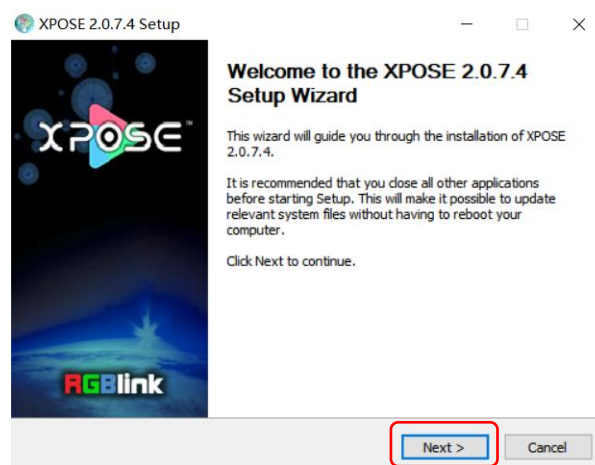 XPOSE 2.0.7.4 Setup
XPOSE™
RGBlink
Welcome to the XPOSE 2.0.7.4
Setup Wizard
This wizard will guide you through the installation of XPOSE
2.0.7.4.
It is recommended that you close all other applications
before starting Setup. This will make it possible to update
relevant system files without having to reboot your
computer.
Click Next to continue.
Next >
Cancel